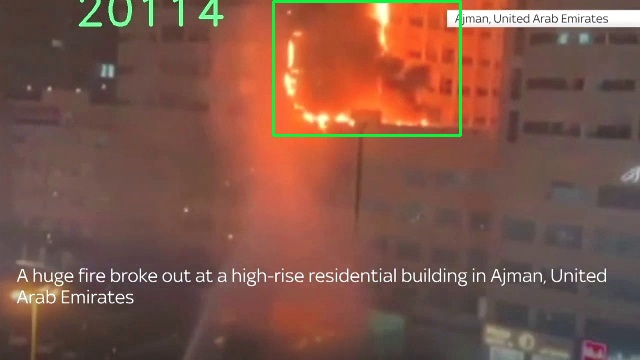 20114
Ajman, United Arab Emirates
A huge fire broke out at a high-rise residential building in Ajman, United
Arab Emirates